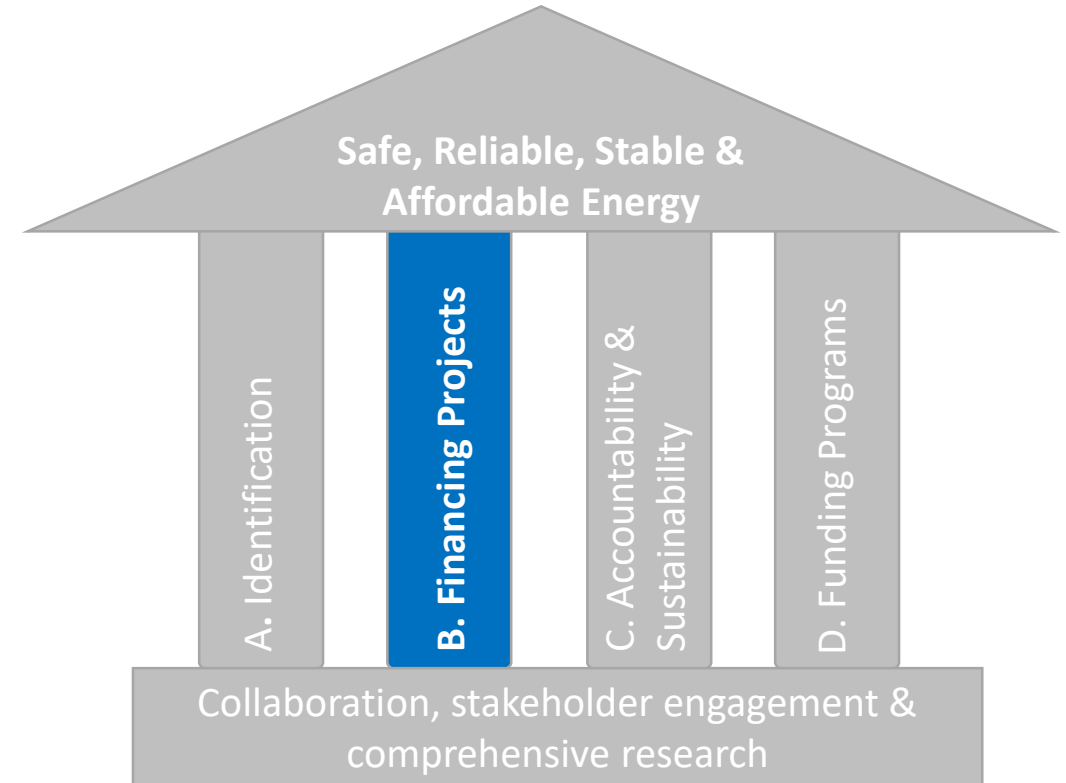 Safe, Reliable, Stable &
Affordable Energy
A. Identification
B. Financing Projects
C. Accountability &
Sustainability
D. Funding Programs
Collaboration, stakeholder engagement &
comprehensive research